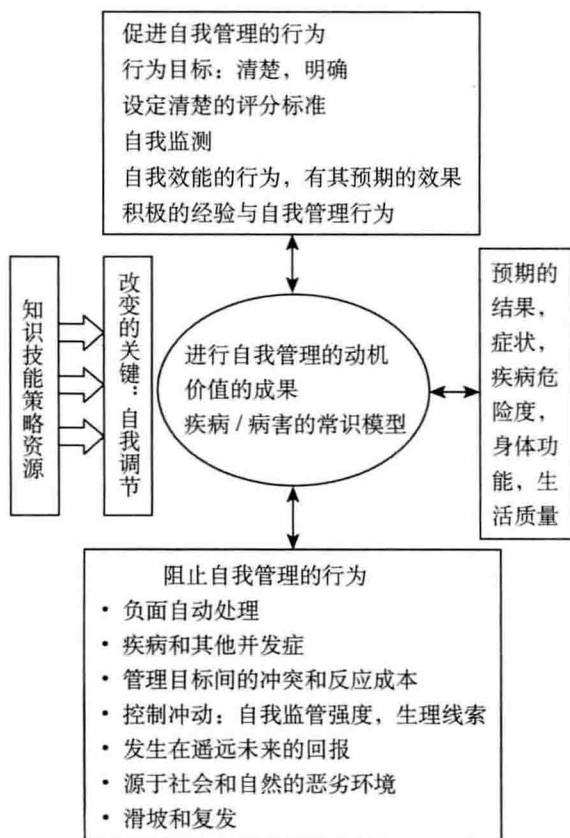 促进自我管理的行为
行为目标：清楚，明确
设定清楚的评分标准
自我监测
自我效能的行为，有其预期的效果
积极的经验与自我管理行为
知识技能策略资源
改变的关键：自我调节
进行自我管理的动机
价值的成果
疾病/病害的常识模型
预期的
结果，
症状，
疾病危
险度，
身体功
能，生
活质量
阻止自我管理的行为
• 负面自动处理
• 疾病和其他并发症
• 管理目标间的冲突和反应成本
• 控制冲动：自我监管强度，生理线索
• 发生在遥远未来的回报
• 源于社会和自然的恶劣环境
• 滑坡和复发